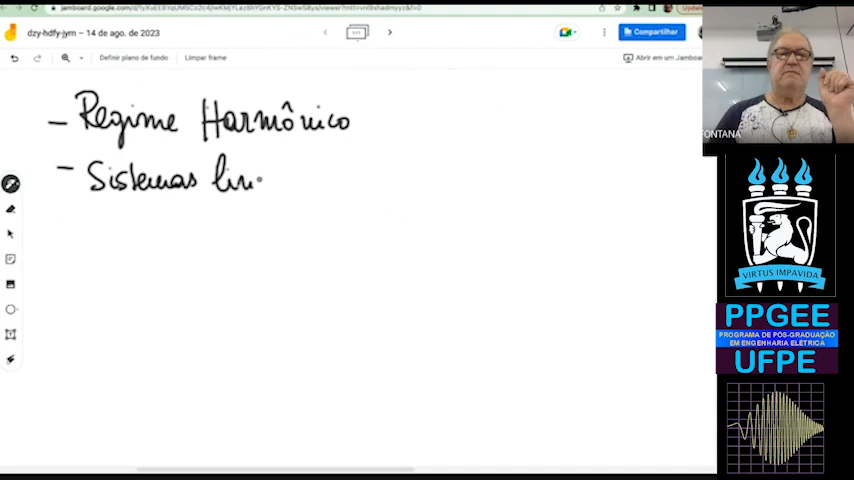 dzy-hdfy-jym – 14 de ago. de 2023
Compartilhar
Definir plano de fundo
Limpar frame
Abrir em um Jamboa
- Regime Harmônico
- Sistemas lin
FONTANA
VIRTUS IMPAVIDA
PPGEE
PROGRAMA DE PÓS-GRADUAÇÃO
EM ENGENHARIA ELÉTRICA
UFPE